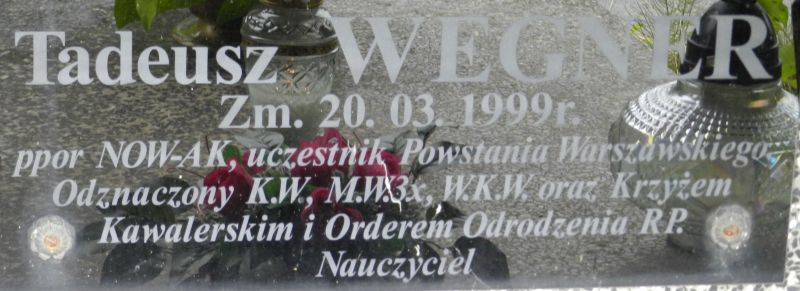 Tadeusz WEGNER
Zm. 20. 03. 1999r.
ppor NOW-AK, uczestnik Powstania Warszawskiego
Odznaczony K.W., M.W.3x, W.K.W. oraz Krzyżem
Kawalerskim i Orderem Odrodzenia RP.
Nauczyciel